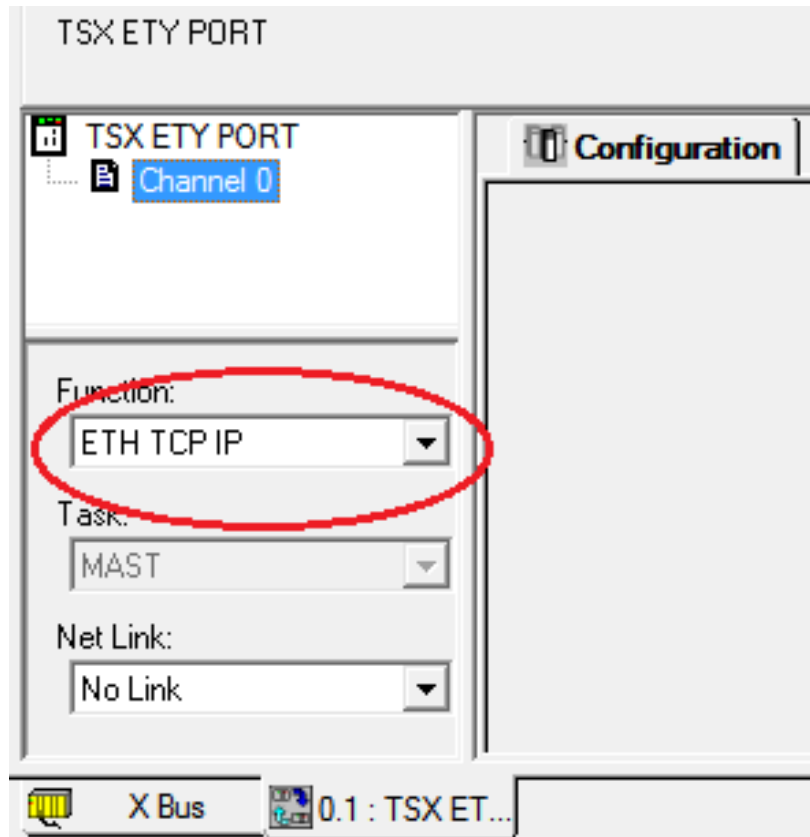 TSX ETY PORT
TSX ETY PORT
Channel 0
Configuration
Function:
ETH TCP IP
Task:
MAST
Net Link:
No Link
X Bus
0.1 : TSX ET...